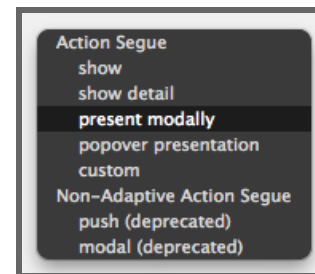 Action Segue
show
show detail
present modally
popover presentation
custom
Non-Adaptive Action Segue
push (deprecated)
modal (deprecated)